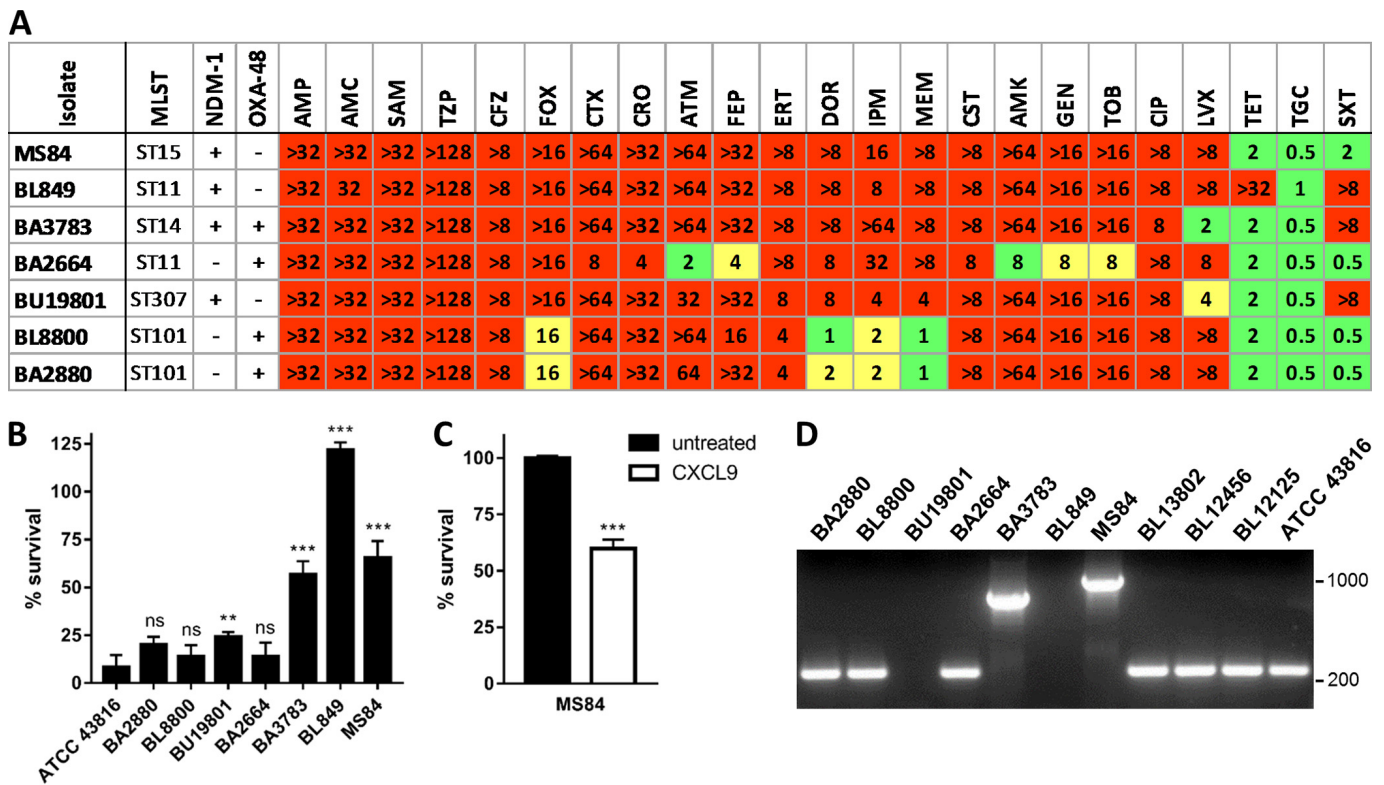 A
Isolate MLST NDM-1 OXA-48 AMP AMC SAM TZP CFZ FOX CTX CRO ATM FEP ERT DOR IPM MEM CST AMK GEN TOB CIP LVX TET TGC SXT
MS84 ST15 + - >32 >32 >32 >128 >8 >16 >64 >32 >64 >32 >8 >8 16 >8 >8 >64 >16 >16 >8 >8 2 0.5 2
BL849 ST11 + - >32 32 >32 >128 >8 >16 >64 >32 >64 >32 >8 >8 8 >8 >8 >64 >16 >16 >8 >8 >32 1 >8
BA3783 ST14 + + >32 >32 >32 >128 >8 >16 >64 >32 >64 >32 >8 >8 >64 >8 >8 >64 >16 >16 8 2 2 0.5 >8
BA2664 ST11 - + >32 >32 >32 >128 >8 >16 8 4 2 4 >8 8 32 >8 8 8 8 8 >8 8 2 0.5 0.5
BU19801 ST307 + - >32 >32 >32 >128 >8 >16 >64 >32 32 >32 8 8 4 4 >8 >64 >16 >16 >8 4 2 0.5 >8
BL8800 ST101 - + >32 >32 >32 >128 >8 16 >64 >32 >64 16 4 1 2 1 >8 >64 >16 >16 >8 >8 2 0.5 0.5
BA2880 ST101 - + >32 >32 >32 >128 >8 16 >64 >32 64 >32 4 2 2 1 >8 >64 >16 >16 >8 >8 2 0.5 0.5
B
% survival
125
100
75
50
25
0
ns
ns
**
ns
***
***
***
ATCC 43816
BA2880
BL8800
BU19801
BA2664
BA3783
BL849
MS84
C
% survival
100
75
50
25
0
***
untreated
CXCL9
MS84
D
BA2880
BL8800
BU19801
BA2664
BA3783
BL849
MS84
BL13802
BL12456
BL12125
ATCC 43816
-1000
-200